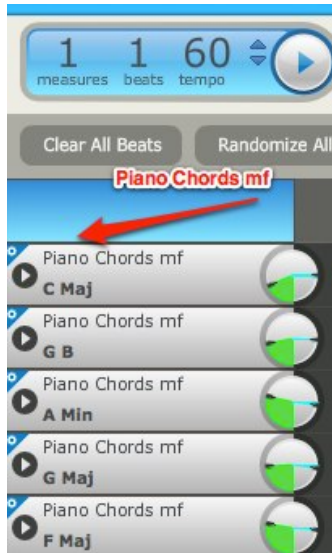 1 1 60
measures beats tempo
Clear All Beats Randomize All
Piano Chords mf
Piano Chords mf
C Maj
Piano Chords mf
G B
Piano Chords mf
A Min
Piano Chords mf
G Maj
Piano Chords mf
F Maj